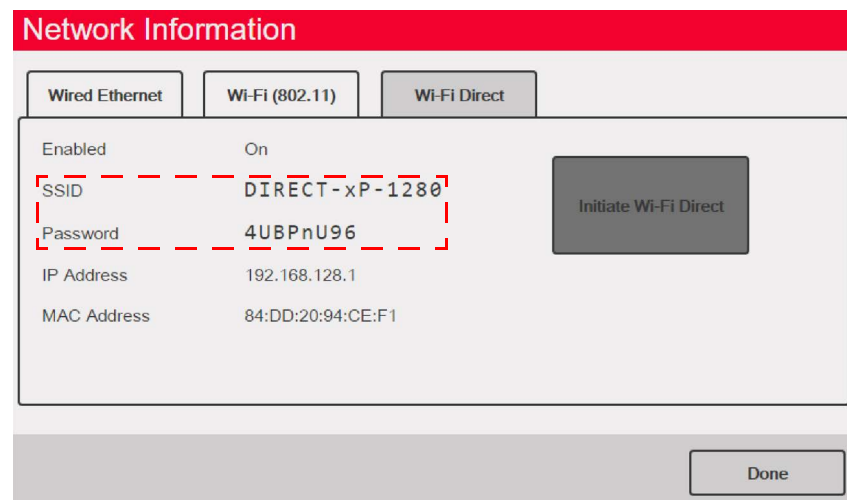 Network Information
Wired Ethernet Wi-Fi (802.11) Wi-Fi Direct
Enabled On
SSID DIRECT-xP-1280
Password 4UBPnU96
IP Address 192.168.128.1
MAC Address 84:DD:20:94:CE:F1
Initiate Wi-Fi Direct
Done